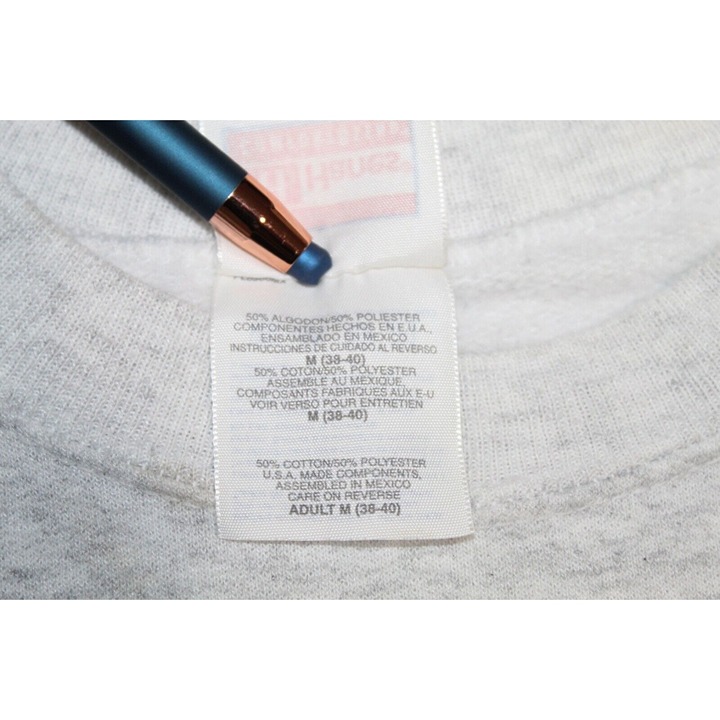 Hanes
50% ALGODON/50% POLIESTER
COMPONENTES HECHOS EN E.U.A.,
ENSAMBLADO EN MEXICO
INSTRUCCIONES DE CUIDADO AL REVERSO
M (38-40)
50% COTON/50% POLYESTER
ASSEMBLE AU MEXIQUE
COMPOSANTS FABRIQUES AUX E-U
VOIR VERSO POUR ENTRETIEN
M (38-40)
50% COTTON/50% POLYESTER
U.S.A. MADE COMPONENTS,
ASSEMBLED IN MEXICO
CARE ON REVERSE
ADULT M (38-40)